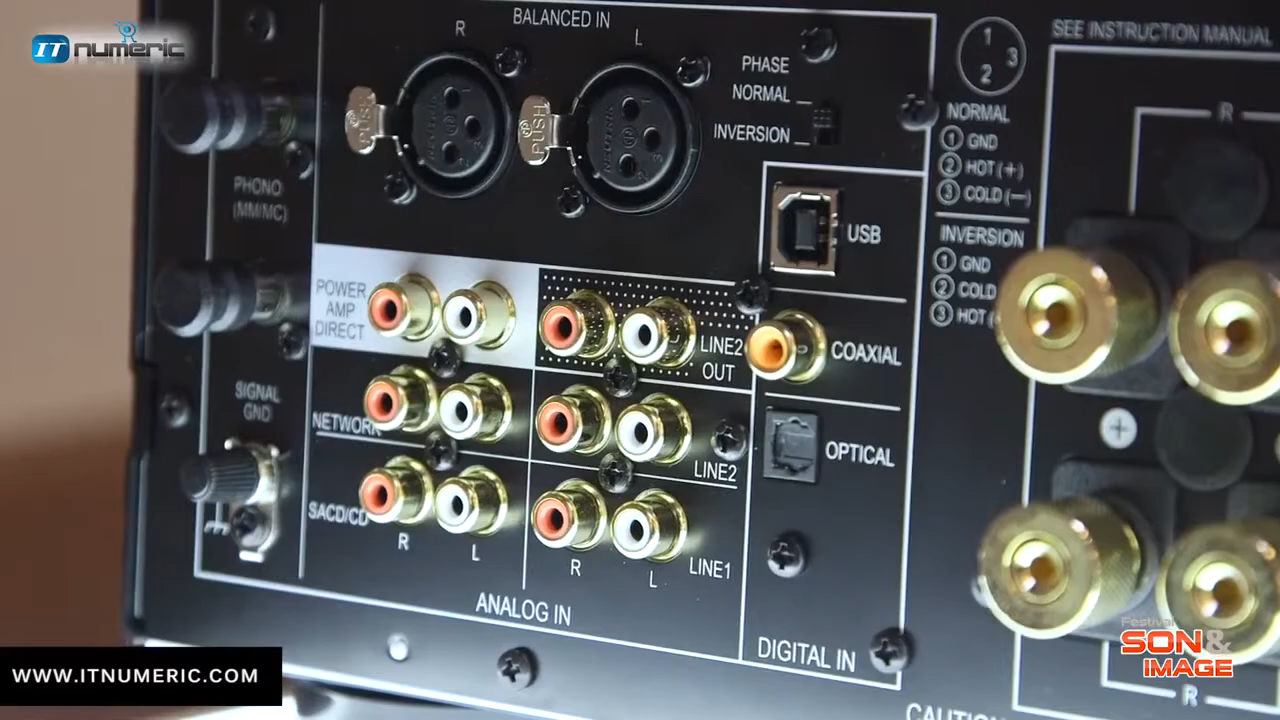 IT numeric
BALANCED IN
R
L
PHASE
NORMAL
INVERSION
PUSH
PUSH
NEUTRIK
1
2
3
SEE INSTRUCTION MANUAL
NORMAL
1 GND
2 HOT (+)
3 COLD (—)
INVERSION
1 GND
2 COLD
3 HOT (
R
PHONO
(MM/MC)
USB
POWER
AMP
DIRECT
LINE2
OUT
COAXIAL
SIGNAL
GND
NETWORK
LINE2
OPTICAL
SACD/CD
R
L
R
L
LINE1
ANALOG IN
DIGITAL IN
R
CAUTION
WWW.ITNUMERIC.COM
Festival
SON&
IMAGE